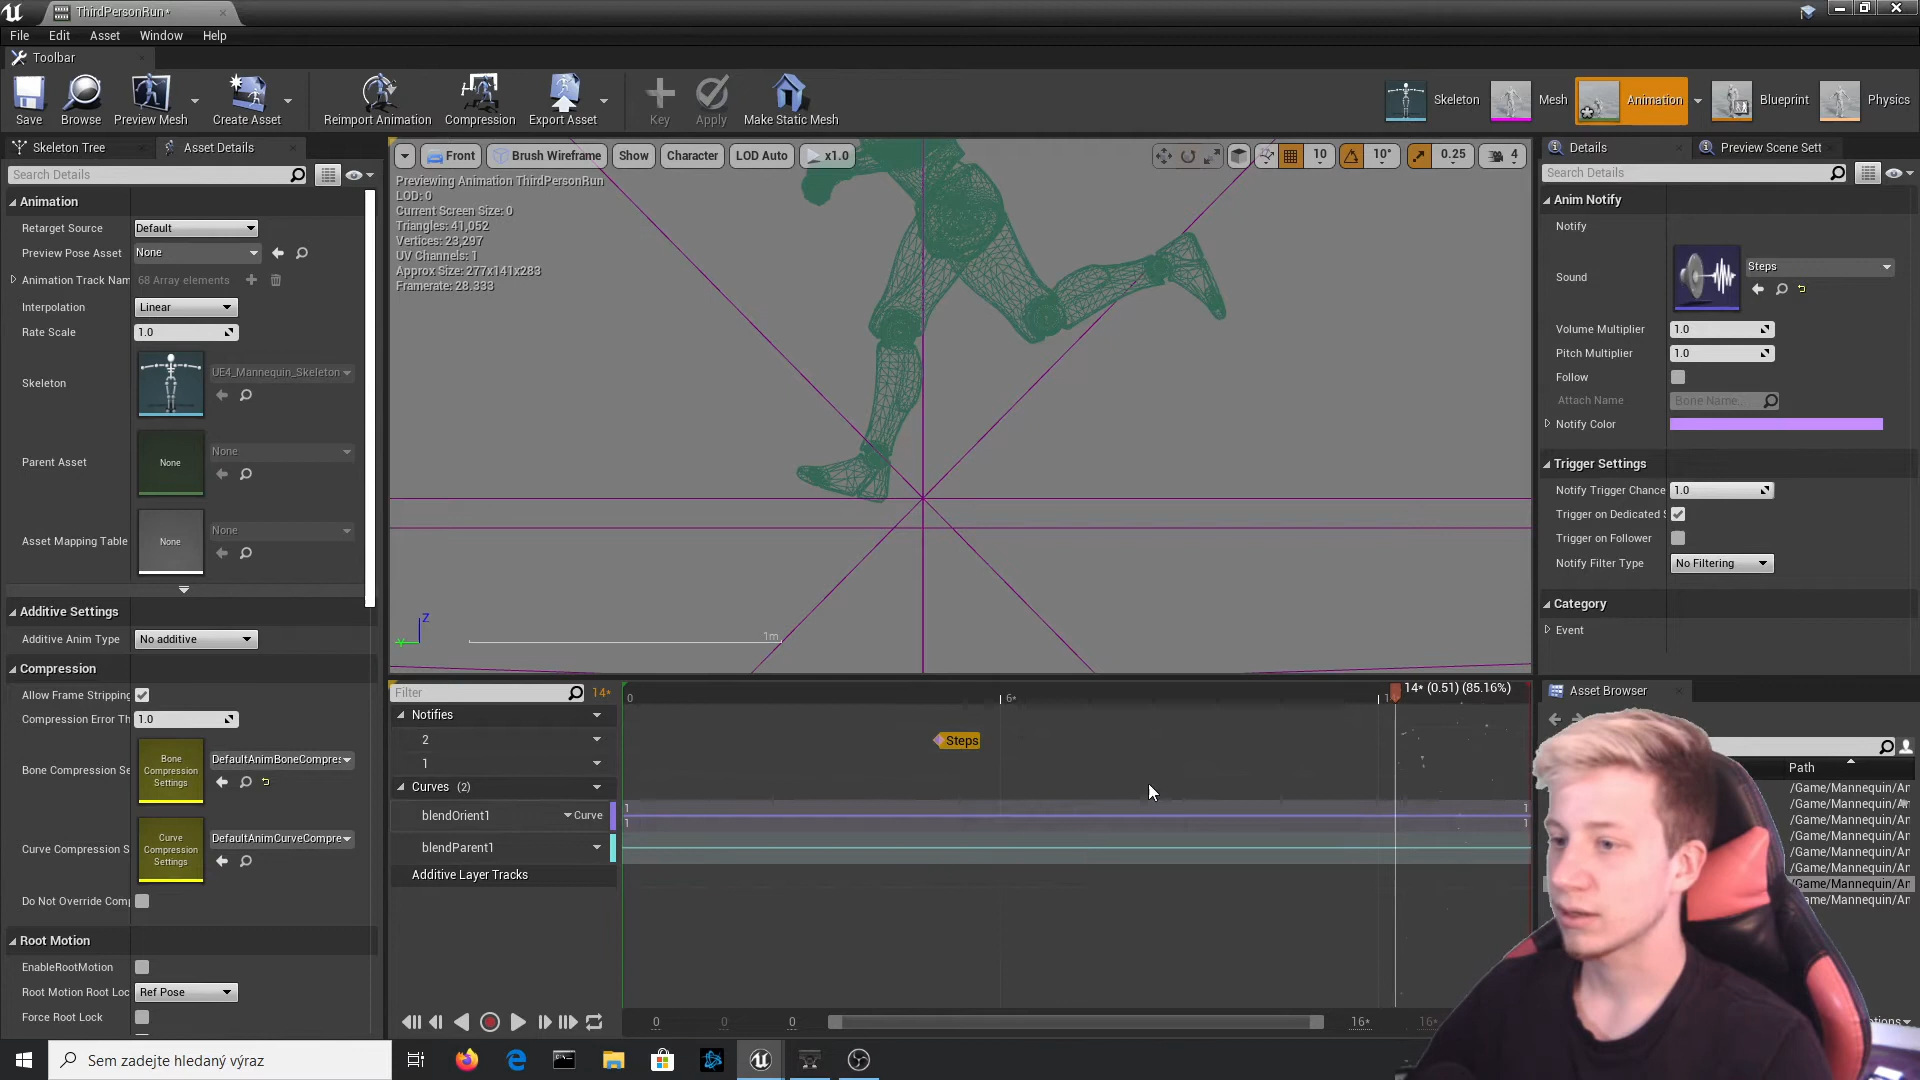 ThirdPersonRun*
File Edit Asset Window Help
Toolbar
Save Browse Preview Mesh Create Asset Reimport Animation Compression Export Asset Key Apply Make Static Mesh
Skeleton Mesh Animation Blueprint Physics
Skeleton Tree Asset Details
Search Details
Animation
Retarget Source Default
Preview Pose Asset None
Animation Track Nam 68 Array elements
Interpolation Linear
Rate Scale 1.0
Skeleton UE4_Mannequin_Skeleton
Parent Asset None None
Asset Mapping Table None None
Additive Settings
Additive Anim Type No additive
Compression
Allow Frame Stripping
Compression Error Th 1.0
Bone Compression Se Bone Compression Settings DefaultAnimBoneCompres
Curve Compression S Curve Compression Settings DefaultAnimCurveCompre
Do Not Override Comp
Root Motion
EnableRootMotion
Root Motion Root Loc Ref Pose
Force Root Lock
Front Brush Wireframe Show Character LOD Auto x1.0 10 10° 0.25 4
Previewing Animation ThirdPersonRun
LOD: 0
Current Screen Size: 0
Triangles: 41,052
Vertices: 23,297
UV Channels: 1
Approx Size: 277x141x283
Framerate: 28.333
Z
Y
1m
Filter 14* 0 6* 14* (0.51) (85.16%)
Notifies
2 Steps
1
Curves (2)
blendOrient1 Curve 1 1 1 1
blendParent1
Additive Layer Tracks
0 0 0 16* 16*
Details Preview Scene Sett
Search Details
Anim Notify
Notify
Sound Steps
Volume Multiplier 1.0
Pitch Multiplier 1.0
Follow
Attach Name Bone Name...
Notify Color
Trigger Settings
Notify Trigger Chance 1.0
Trigger on Dedicated S
Trigger on Follower
Notify Filter Type No Filtering
Category
Event
Asset Browser
Path
/Game/Mannequin/An
/Game/Mannequin/An
/Game/Mannequin/An
/Game/Mannequin/An
/Game/Mannequin/An
/Game/Mannequin/An
/Game/Mannequin/An
/Game/Mannequin/An
Sem zadejte hledaný výraz